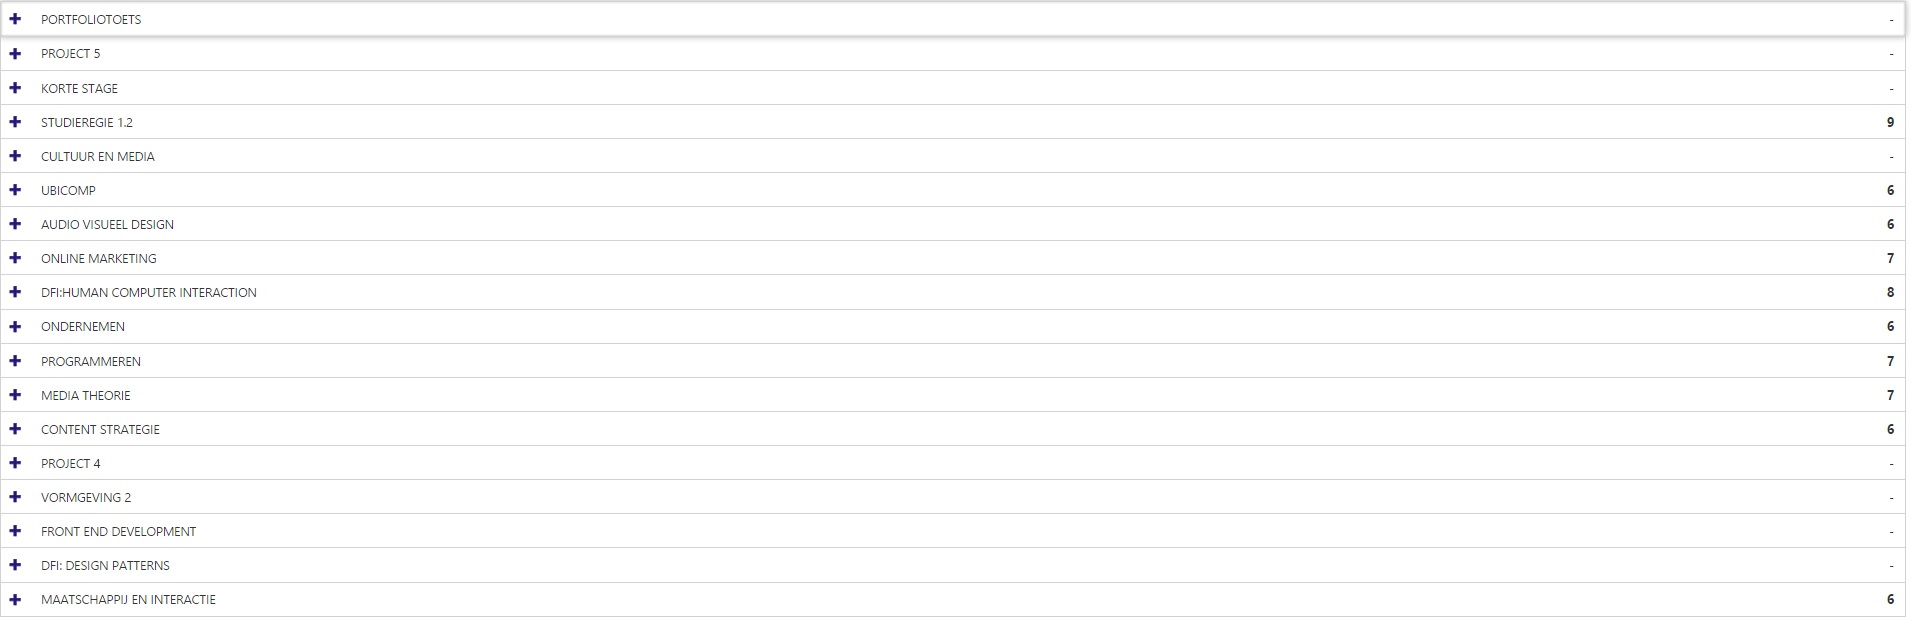 PORTFOLIOTOETS -
PROJECT 5 -
KORTE STAGE -
STUDIEREGIE 1.2 9
CULTUUR EN MEDIA -
UBICOMP 6
AUDIO VISUEEL DESIGN 6
ONLINE MARKETING 7
DFI:HUMAN COMPUTER INTERACTION 8
ONDERNEMEN 6
PROGRAMMEREN 7
MEDIA THEORIE 7
CONTENT STRATEGIE 6
PROJECT 4 -
VORMGEVING 2 -
FRONT END DEVELOPMENT -
DFI: DESIGN PATTERNS -
MAATSCHAPPIJ EN INTERACTIE 6